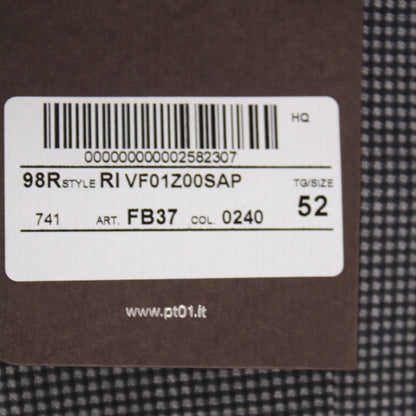 HQ
000000000002582307
98R STYLE RI VF01Z00SAP TG/SIZE
741 ART. FB37 COL. 0240 52
www.pt01.it